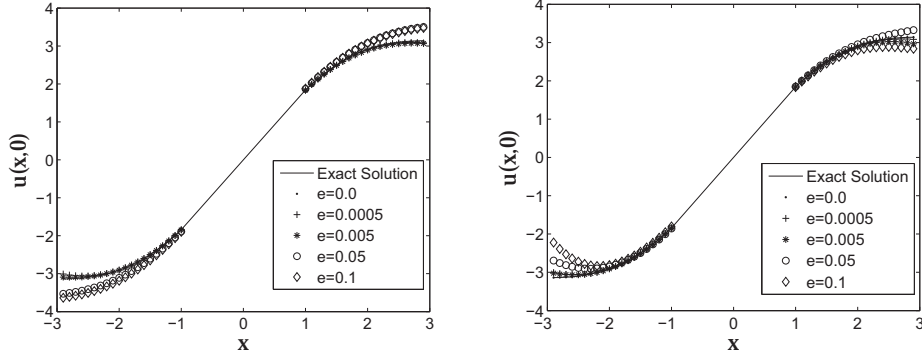 4
3
2
1
0
−1
−2
−3
−4
u(x,0)
Exact Solution
e=0.0
e=0.0005
e=0.005
e=0.05
e=0.1
−3 −2 −1 0 1 2 3
x
4
3
2
1
0
−1
−2
−3
−4
u(x,0)
Exact Solution
e=0.0
e=0.0005
e=0.005
e=0.05
e=0.1
−3 −2 −1 0 1 2 3
x